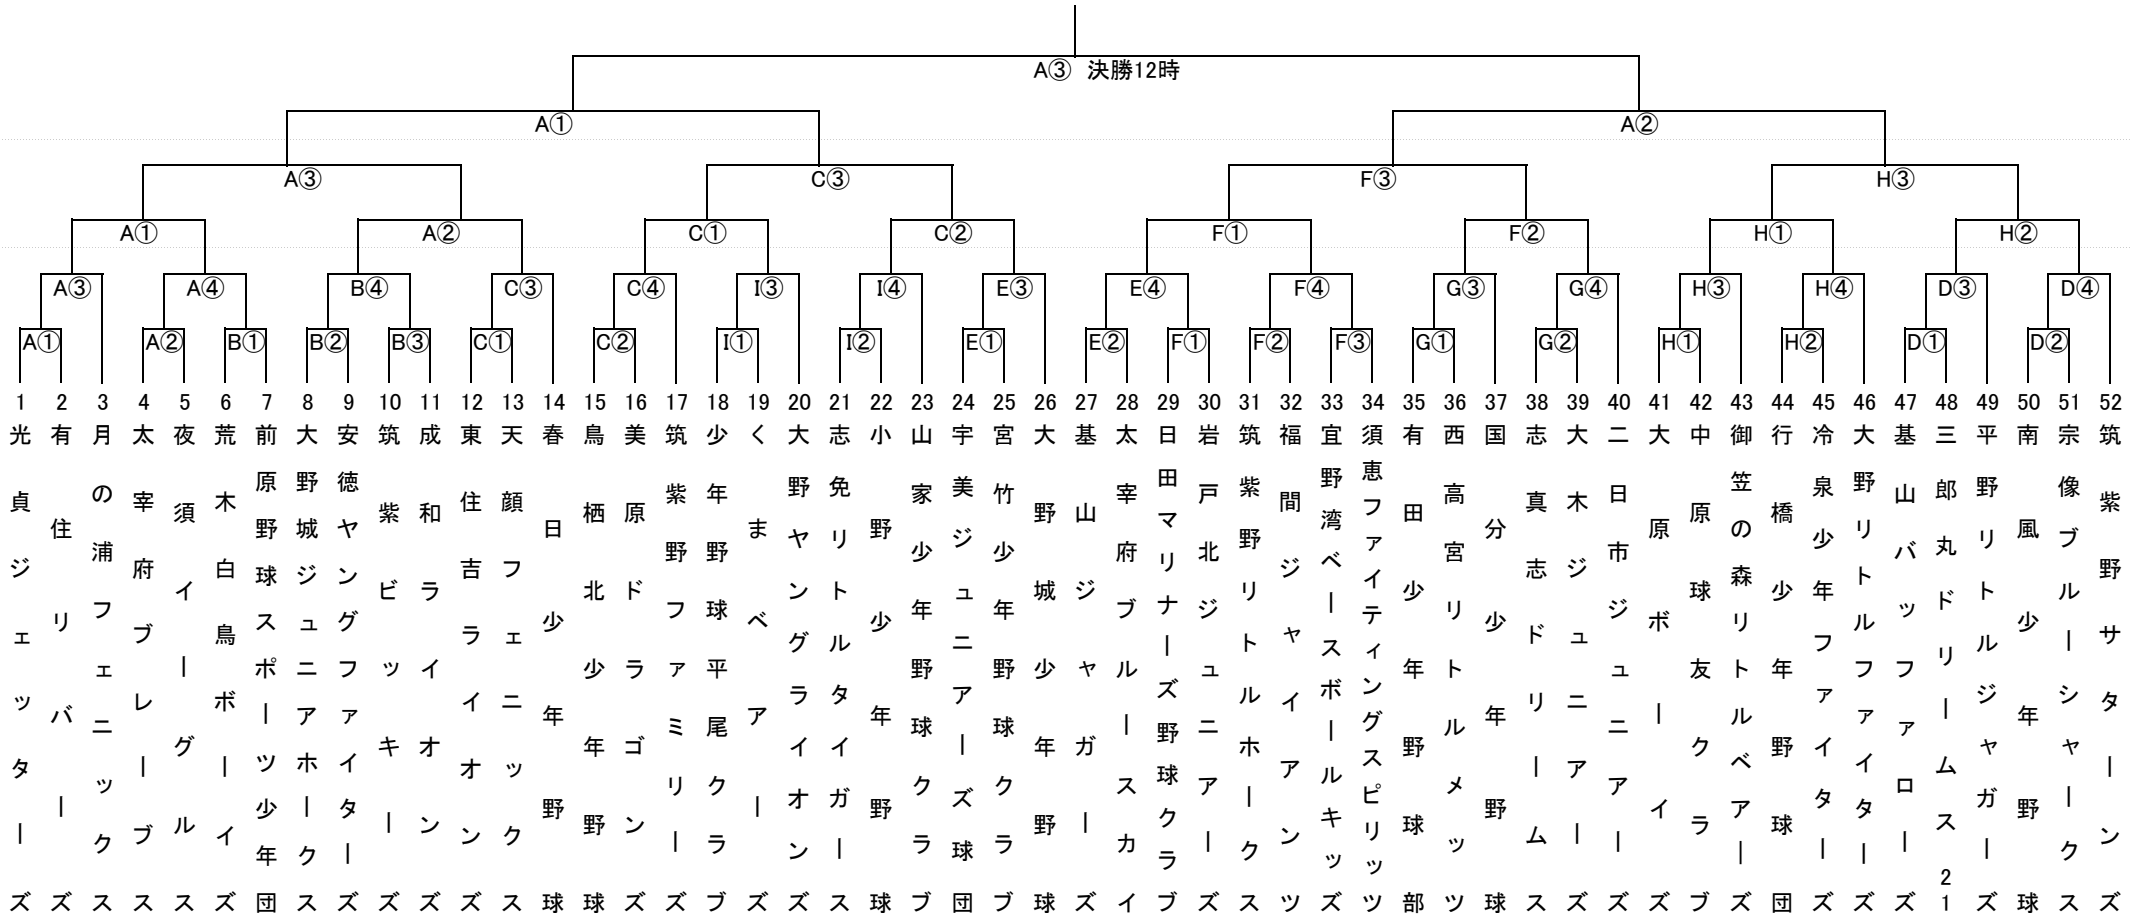 A③ 決勝12時
A① A②
A③ C③ F③ H③
A① A② C① C② F① F② H① H②
A③ A④ B④ C③ C④ I③ I④ E③ E④ F④ G③ G④ H③ H④ D③ D④
A① A② B① B② B③ C① C② I① I② E① E② F① F② F③ G① G② H① H② D① D②
1 光貞ジェッターズ
2 有住リバーズ
3 月の浦フェニックス
4 太宰府ブレーブス
5 夜須イーグルス
6 荒木白鳥ボーイズ
7 前原野球スポーツ少年団
8 大野城ジュニアホークス
9 安徳ヤングファイターズ
10 筑紫ビッキーズ
11 成和ライオンズ
12 東住吉ライオンズ
13 天顔フェニックス
14 春日少年野球
15 鳥栖北少年野球
16 美原ドラゴンズ
17 筑紫野ファミリーズ
18 少年野球平尾クラブ
19 くまベアーズ
20 大野ヤングライオンズ
21 志免リトルタイガース
22 小野少年野球
23 山家少年野球クラブ
24 宇美ジュニアーズ球団
25 宮竹少年野球クラブ
26 大野城少年野球
27 基山ジャガーズ
28 太宰府ブルースカイ
29 日田マリナーズ野球クラブ
30 岩戸北ジュニアーズ
31 筑紫野リトルホークス
32 福間ジャイアンツ
33 宜野湾ベースボールキッズ
34 須恵ファイティングスピリッツ
35 有田少年野球部
36 西高宮リトルメッツ
37 国分少年野球
38 志真志ドリームス
39 大木ジュニアーズ
40 二日市ジュニアーズ
41 大原ボーイズ
42 中原球友クラブ
43 御笠の森リトルベアーズ
44 行橋少年野球団
45 冷泉少年ファイターズ
46 大野リトルファイターズ
47 基山バッファローズ
48 三郎丸ドリームス21
49 平野リトルジャガーズ
50 南風少年野球
51 宗像ブルーシャークス
52 筑紫野サターンズ